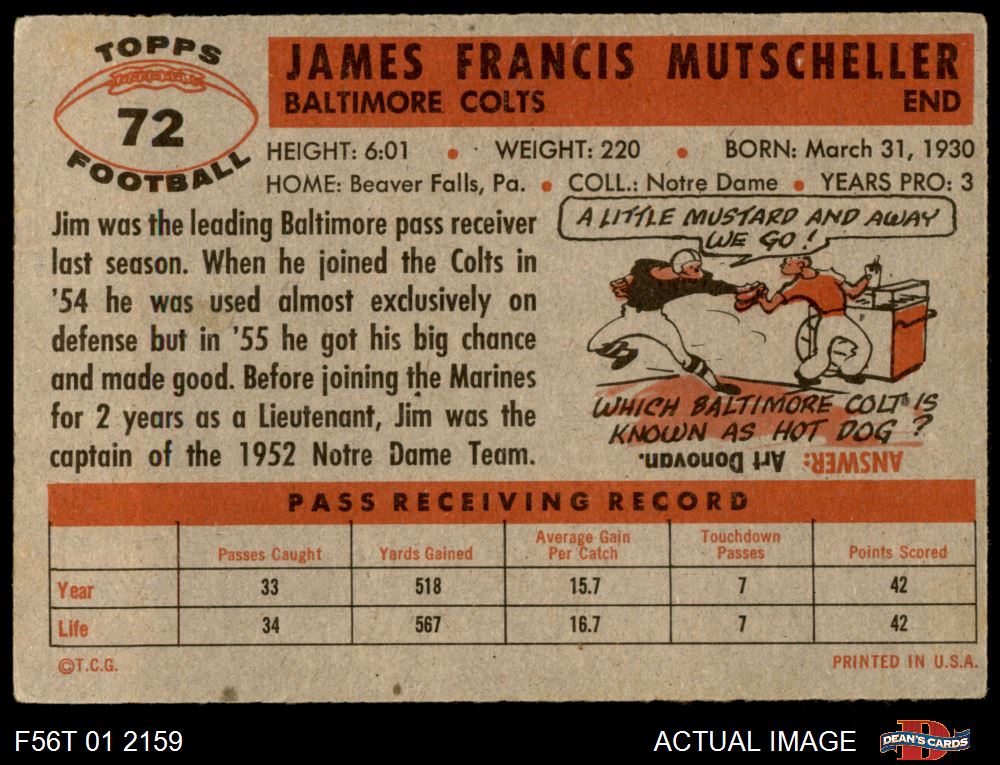 TOPPS
72
FOOTBALL
JAMES FRANCIS MUTSCHELLER
BALTIMORE COLTS END
HEIGHT: 6:01 • WEIGHT: 220 • BORN: March 31, 1930
HOME: Beaver Falls, Pa. • COLL.: Notre Dame • YEARS PRO: 3
Jim was the leading Baltimore pass receiver
last season. When he joined the Colts in
'54 he was used almost exclusively on
defense but in '55 he got his big chance
and made good. Before joining the Marines
for 2 years as a Lieutenant, Jim was the
captain of the 1952 Notre Dame Team.
A LITTLE MUSTARD AND AWAY
WE GO!
WHICH BALTIMORE COLT IS
KNOWN AS HOT DOG?
ANSWER: Art Donovan.
PASS RECEIVING RECORD
Passes Caught Yards Gained Average Gain Per Catch Touchdown Passes Points Scored
Year 33 518 15.7 7 42
Life 34 567 16.7 7 42
©T.C.G. PRINTED IN U.S.A.
F56T 01 2159 ACTUAL IMAGE DEAN'S CARDS